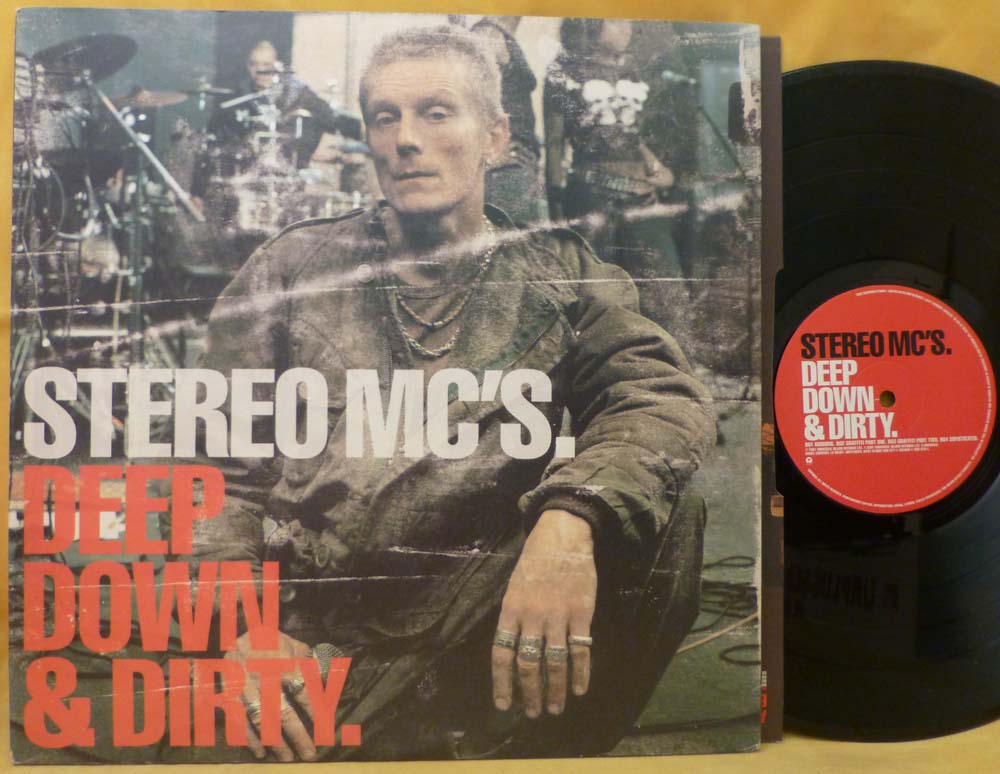 STEREO MC'S.
DEEP
DOWN
& DIRTY.
STEREO MC'S.
DEEP
DOWN
& DIRTY.